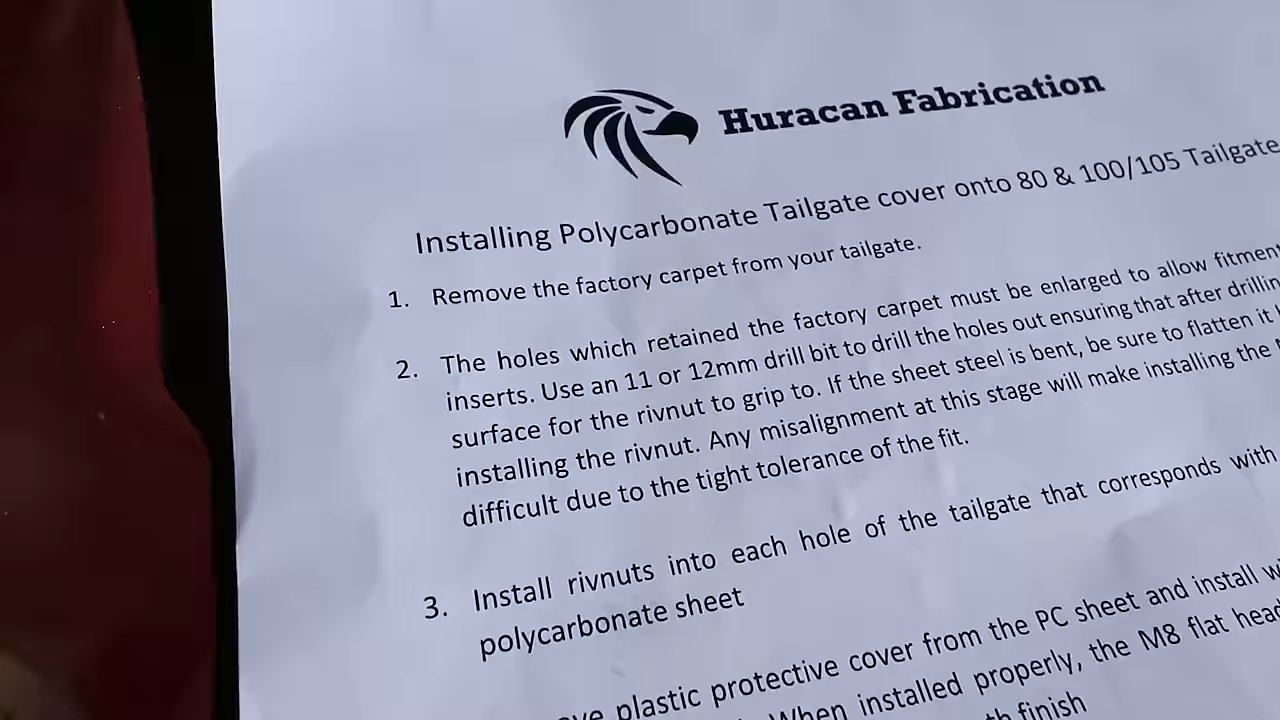 Huracan Fabrication
Installing Polycarbonate Tailgate cover onto 80 & 100/105 Tailgate
1. Remove the factory carpet from your tailgate.
2. The holes which retained the factory carpet must be enlarged to allow fitment
inserts. Use an 11 or 12mm drill bit to drill the holes out ensuring that after
surface for the rivnut to grip to. If the sheet steel is bent, be sure to flatten it
installing the rivnut. Any misalignment at this stage will make installing the
difficult due to the tight tolerance of the fit.
3. Install rivnuts into each hole of the tailgate that corresponds with
polycarbonate sheet
plastic protective cover from the PC sheet and install
When installed properly, the M8 flat head
finish